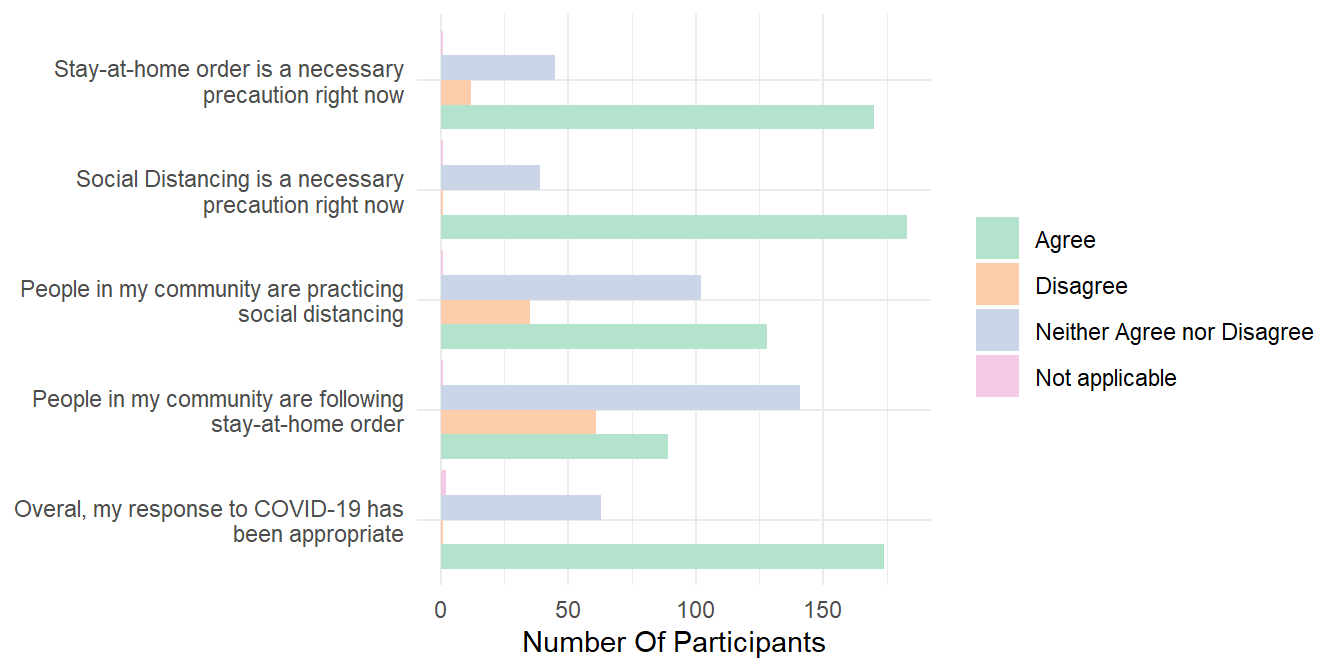 Stay-at-home order is a necessary
precaution right now
Social Distancing is a necessary
precaution right now
People in my community are practicing
social distancing
People in my community are following
stay-at-home order
Overal, my response to COVID-19 has
been appropriate
0 50 100 150
Number Of Participants
Agree
Disagree
Neither Agree nor Disagree
Not applicable